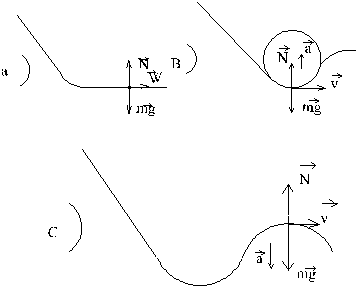 a) N⃗ W⃗ mg⃗
B) N⃗ a⃗ v⃗ mg⃗
C) N⃗ v⃗ a⃗ mg⃗